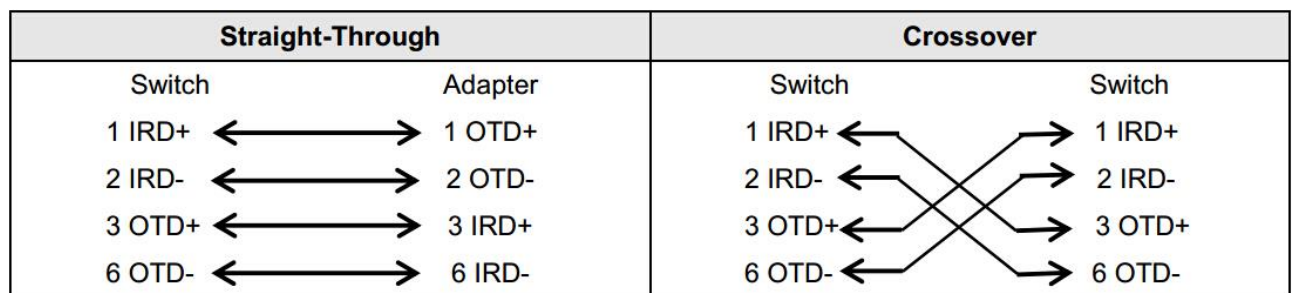 Straight-Through Crossover
Switch Adapter Switch Switch
1 IRD+ 1 OTD+ 1 IRD+ 1 IRD+
2 IRD- 2 OTD- 2 IRD- 2 IRD-
3 OTD+ 3 IRD+ 3 OTD+ 3 OTD+
6 OTD- 6 IRD- 6 OTD- 6 OTD-